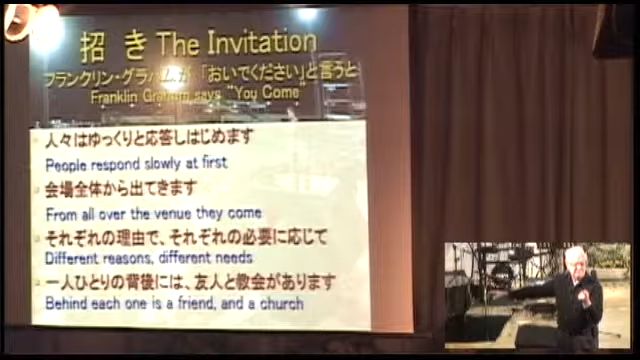 招き The Invitation
フランクリン・グラハムが「おいでください」と言うと
Franklin Graham says "You Come"
人々はゆっくりと応答しはじめます
People respond slowly at first
会場全体から出てきます
From all over the venue they come
それぞれの理由で、それぞれの必要に応じて
Different reasons, different needs
一人ひとりの背後には、友人と教会があります
Behind each one is a friend, and a church